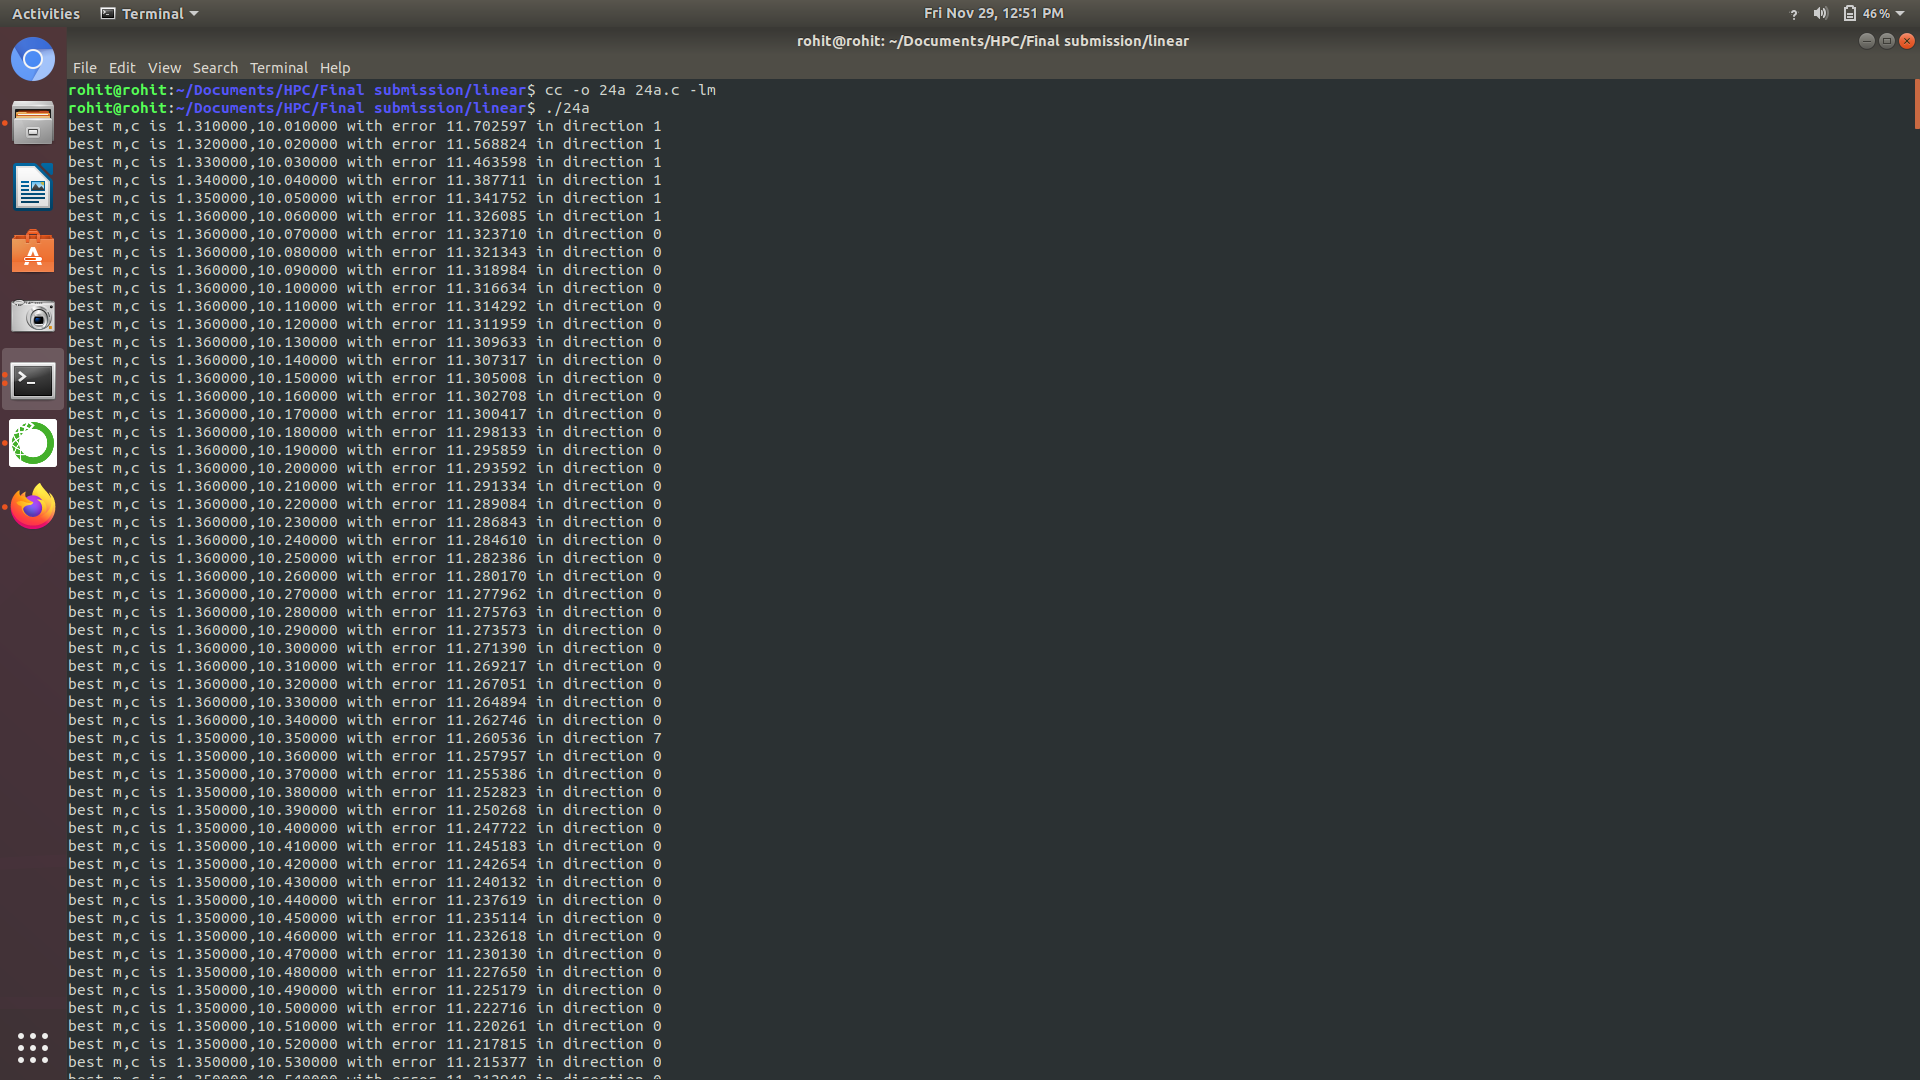 Activities Terminal Fri Nov 29, 12:51 PM ? 46%
rohit@rohit: ~/Documents/HPC/Final submission/linear
File Edit View Search Terminal Help
rohit@rohit:~/Documents/HPC/Final submission/linear$ cc -o 24a 24a.c -lm
rohit@rohit:~/Documents/HPC/Final submission/linear$ ./24a
best m,c is 1.310000,10.010000 with error 11.702597 in direction 1
best m,c is 1.320000,10.020000 with error 11.568824 in direction 1
best m,c is 1.330000,10.030000 with error 11.463598 in direction 1
best m,c is 1.340000,10.040000 with error 11.387711 in direction 1
best m,c is 1.350000,10.050000 with error 11.341752 in direction 1
best m,c is 1.360000,10.060000 with error 11.326085 in direction 1
best m,c is 1.360000,10.070000 with error 11.323710 in direction 0
best m,c is 1.360000,10.080000 with error 11.321343 in direction 0
best m,c is 1.360000,10.090000 with error 11.318984 in direction 0
best m,c is 1.360000,10.100000 with error 11.316634 in direction 0
best m,c is 1.360000,10.110000 with error 11.314292 in direction 0
best m,c is 1.360000,10.120000 with error 11.311959 in direction 0
best m,c is 1.360000,10.130000 with error 11.309633 in direction 0
best m,c is 1.360000,10.140000 with error 11.307317 in direction 0
best m,c is 1.360000,10.150000 with error 11.305008 in direction 0
best m,c is 1.360000,10.160000 with error 11.302708 in direction 0
best m,c is 1.360000,10.170000 with error 11.300417 in direction 0
best m,c is 1.360000,10.180000 with error 11.298133 in direction 0
best m,c is 1.360000,10.190000 with error 11.295859 in direction 0
best m,c is 1.360000,10.200000 with error 11.293592 in direction 0
best m,c is 1.360000,10.210000 with error 11.291334 in direction 0
best m,c is 1.360000,10.220000 with error 11.289084 in direction 0
best m,c is 1.360000,10.230000 with error 11.286843 in direction 0
best m,c is 1.360000,10.240000 with error 11.284610 in direction 0
best m,c is 1.360000,10.250000 with error 11.282386 in direction 0
best m,c is 1.360000,10.260000 with error 11.280170 in direction 0
best m,c is 1.360000,10.270000 with error 11.277962 in direction 0
best m,c is 1.360000,10.280000 with error 11.275763 in direction 0
best m,c is 1.360000,10.290000 with error 11.273573 in direction 0
best m,c is 1.360000,10.300000 with error 11.271390 in direction 0
best m,c is 1.360000,10.310000 with error 11.269217 in direction 0
best m,c is 1.360000,10.320000 with error 11.267051 in direction 0
best m,c is 1.360000,10.330000 with error 11.264894 in direction 0
best m,c is 1.360000,10.340000 with error 11.262746 in direction 0
best m,c is 1.350000,10.350000 with error 11.260536 in direction 7
best m,c is 1.350000,10.360000 with error 11.257957 in direction 0
best m,c is 1.350000,10.370000 with error 11.255386 in direction 0
best m,c is 1.350000,10.380000 with error 11.252823 in direction 0
best m,c is 1.350000,10.390000 with error 11.250268 in direction 0
best m,c is 1.350000,10.400000 with error 11.247722 in direction 0
best m,c is 1.350000,10.410000 with error 11.245183 in direction 0
best m,c is 1.350000,10.420000 with error 11.242654 in direction 0
best m,c is 1.350000,10.430000 with error 11.240132 in direction 0
best m,c is 1.350000,10.440000 with error 11.237619 in direction 0
best m,c is 1.350000,10.450000 with error 11.235114 in direction 0
best m,c is 1.350000,10.460000 with error 11.232618 in direction 0
best m,c is 1.350000,10.470000 with error 11.230130 in direction 0
best m,c is 1.350000,10.480000 with error 11.227650 in direction 0
best m,c is 1.350000,10.490000 with error 11.225179 in direction 0
best m,c is 1.350000,10.500000 with error 11.222716 in direction 0
best m,c is 1.350000,10.510000 with error 11.220261 in direction 0
best m,c is 1.350000,10.520000 with error 11.217815 in direction 0
best m,c is 1.350000,10.530000 with error 11.215377 in direction 0